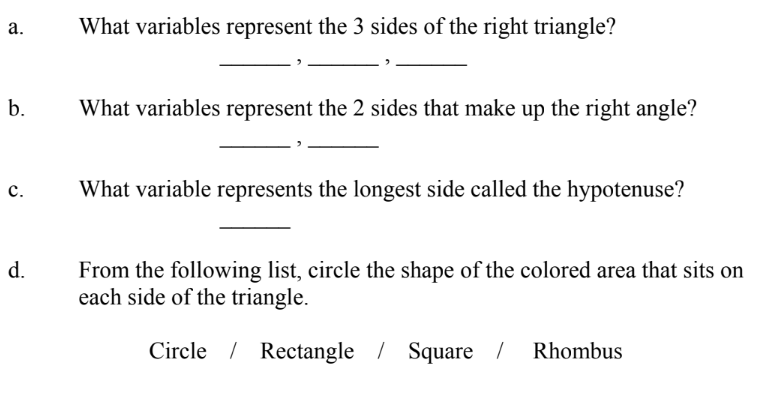 a. What variables represent the 3 sides of the right triangle?
______ , ______ , ______
b. What variables represent the 2 sides that make up the right angle?
______ , ______
c. What variable represents the longest side called the hypotenuse?
______
d. From the following list, circle the shape of the colored area that sits on
each side of the triangle.
Circle / Rectangle / Square / Rhombus